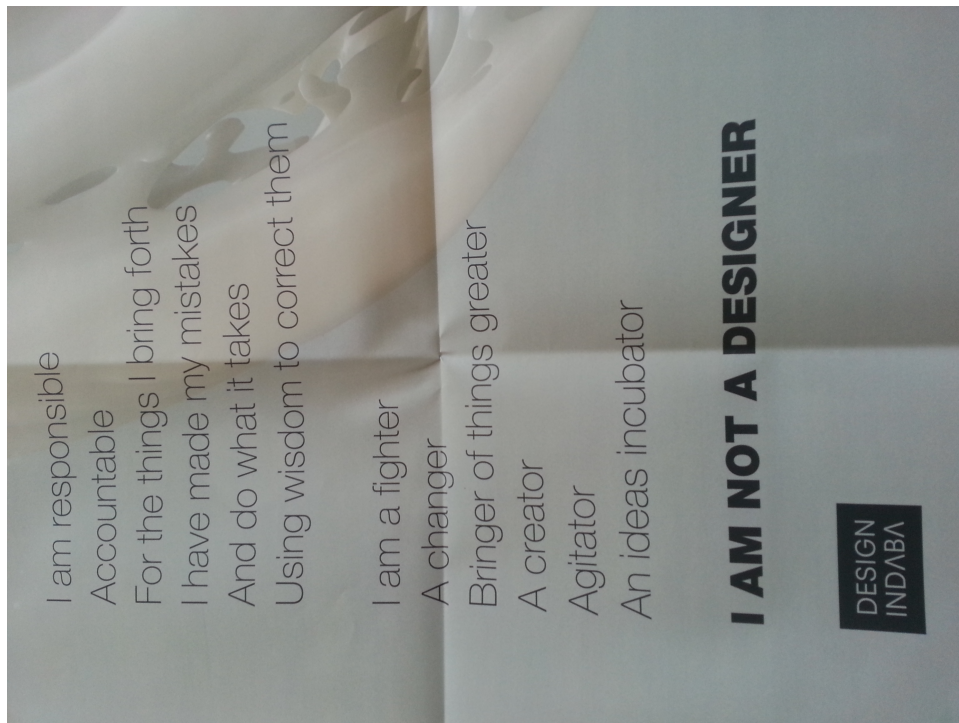 I am responsible
Accountable
For the things I bring forth
I have made my mistakes
And do what it takes
Using wisdom to correct them
I am a fighter
A changer
Bringer of things greater
A creator
Agitator
An ideas incubator
I AM NOT A DESIGNER
DESIGN
INDABA